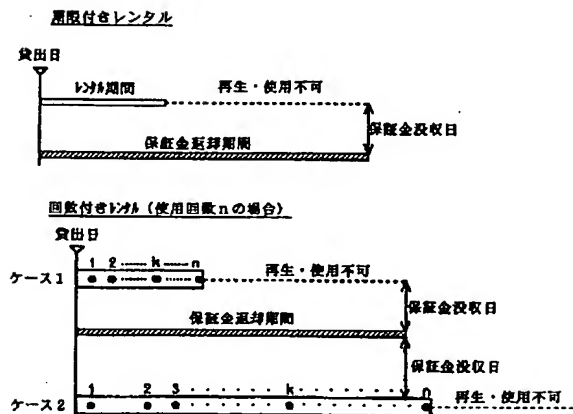 期限付きレンタル
貸出日
レンタル期間
再生・使用不可
保証金没収日
保証金返却期間
回数付きレンタル（使用回数nの場合）
貸出日
ケース1
1 2 ...... k ...... n
再生・使用不可
保証金没収日
保証金返却期間
保証金没収日
ケース2
1 2 3 . . . . . . . k . . . . . . . n
再生・使用不可